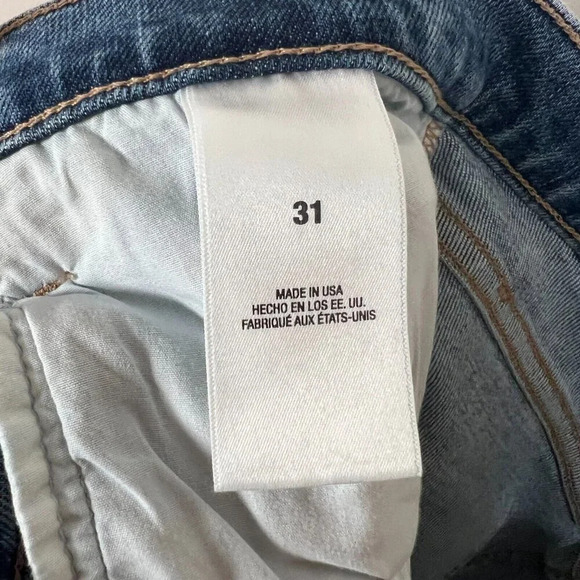 31
MADE IN USA
HECHO EN LOS EE. UU.
FABRIQUÉ AUX ÉTATS-UNIS